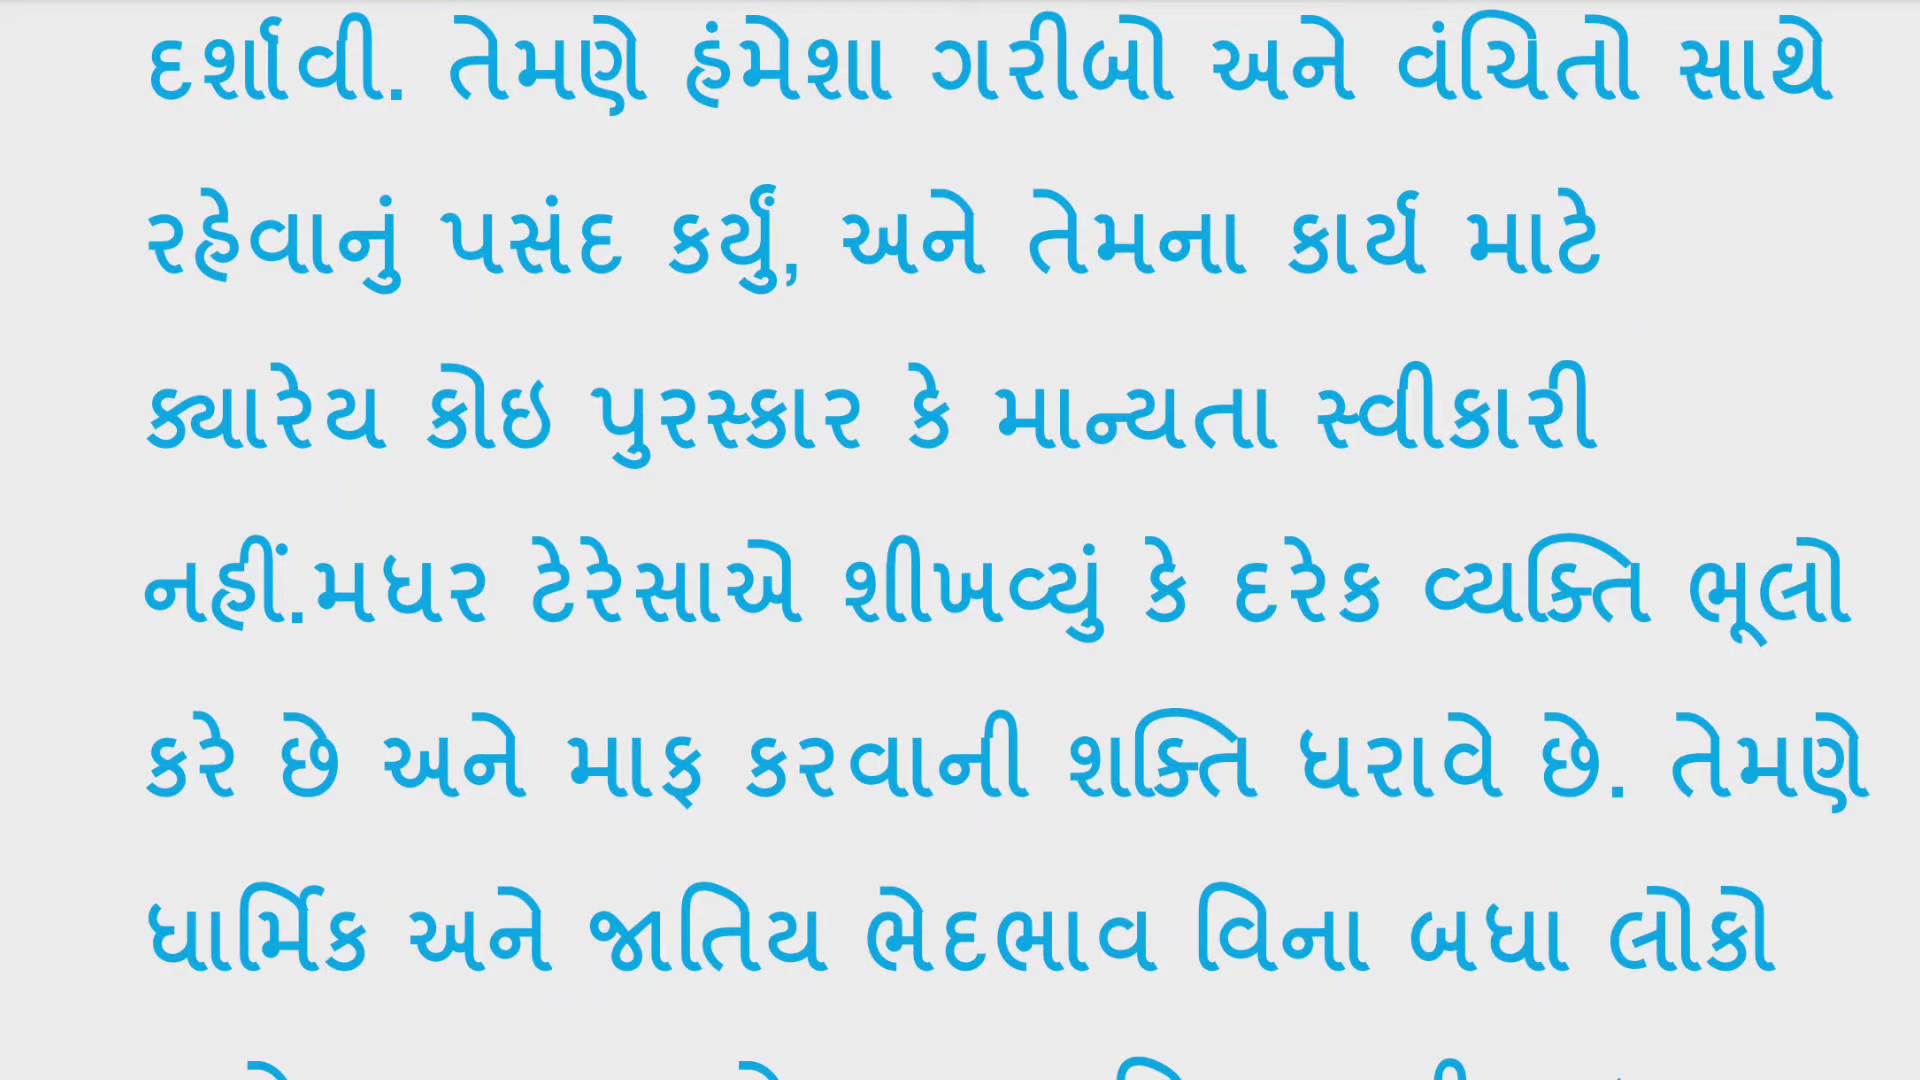 દર્શાવી. તેમણે હંમેશા ગરીબો અને વંચિતો સાથે
રહેવાનું પસંદ કર્યું, અને તેમના કાર્ય માટે
ક્યારેય કોઇ પુરસ્કાર કે માન્યતા સ્વીકારી
નહીં.મધર ટેરેસાએ શીખવ્યું કે દરેક વ્યક્તિ ભૂલો
કરે છે અને માફ કરવાની શક્તિ ધરાવે છે. તેમણે
ધાર્મિક અને જાતિય ભેદભાવ વિના બધા લોકો